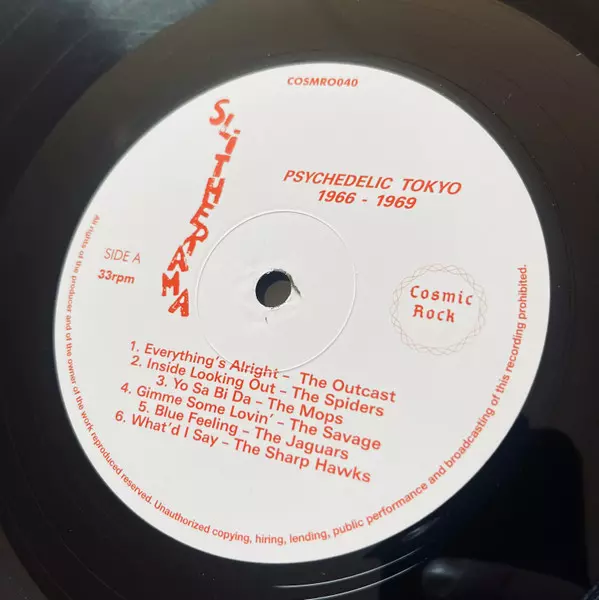 COSMRO040
SLITHERAMA
PSYCHEDELIC TOKYO
1966 - 1969
SIDE A
33rpm
Cosmic
Rock
1. Everything's Alright – The Outcast
2. Inside Looking Out – The Spiders
3. Yo Sa Bi Da – The Mops
4. Gimme Some Lovin' – The Savage
5. Blue Feeling – The Jaguars
6. What'd I Say – The Sharp Hawks
All rights of the producer and of the owner of the work reproduced reserved. Unauthorized copying, hiring, lending, public performance and broadcasting of this recording prohibited.